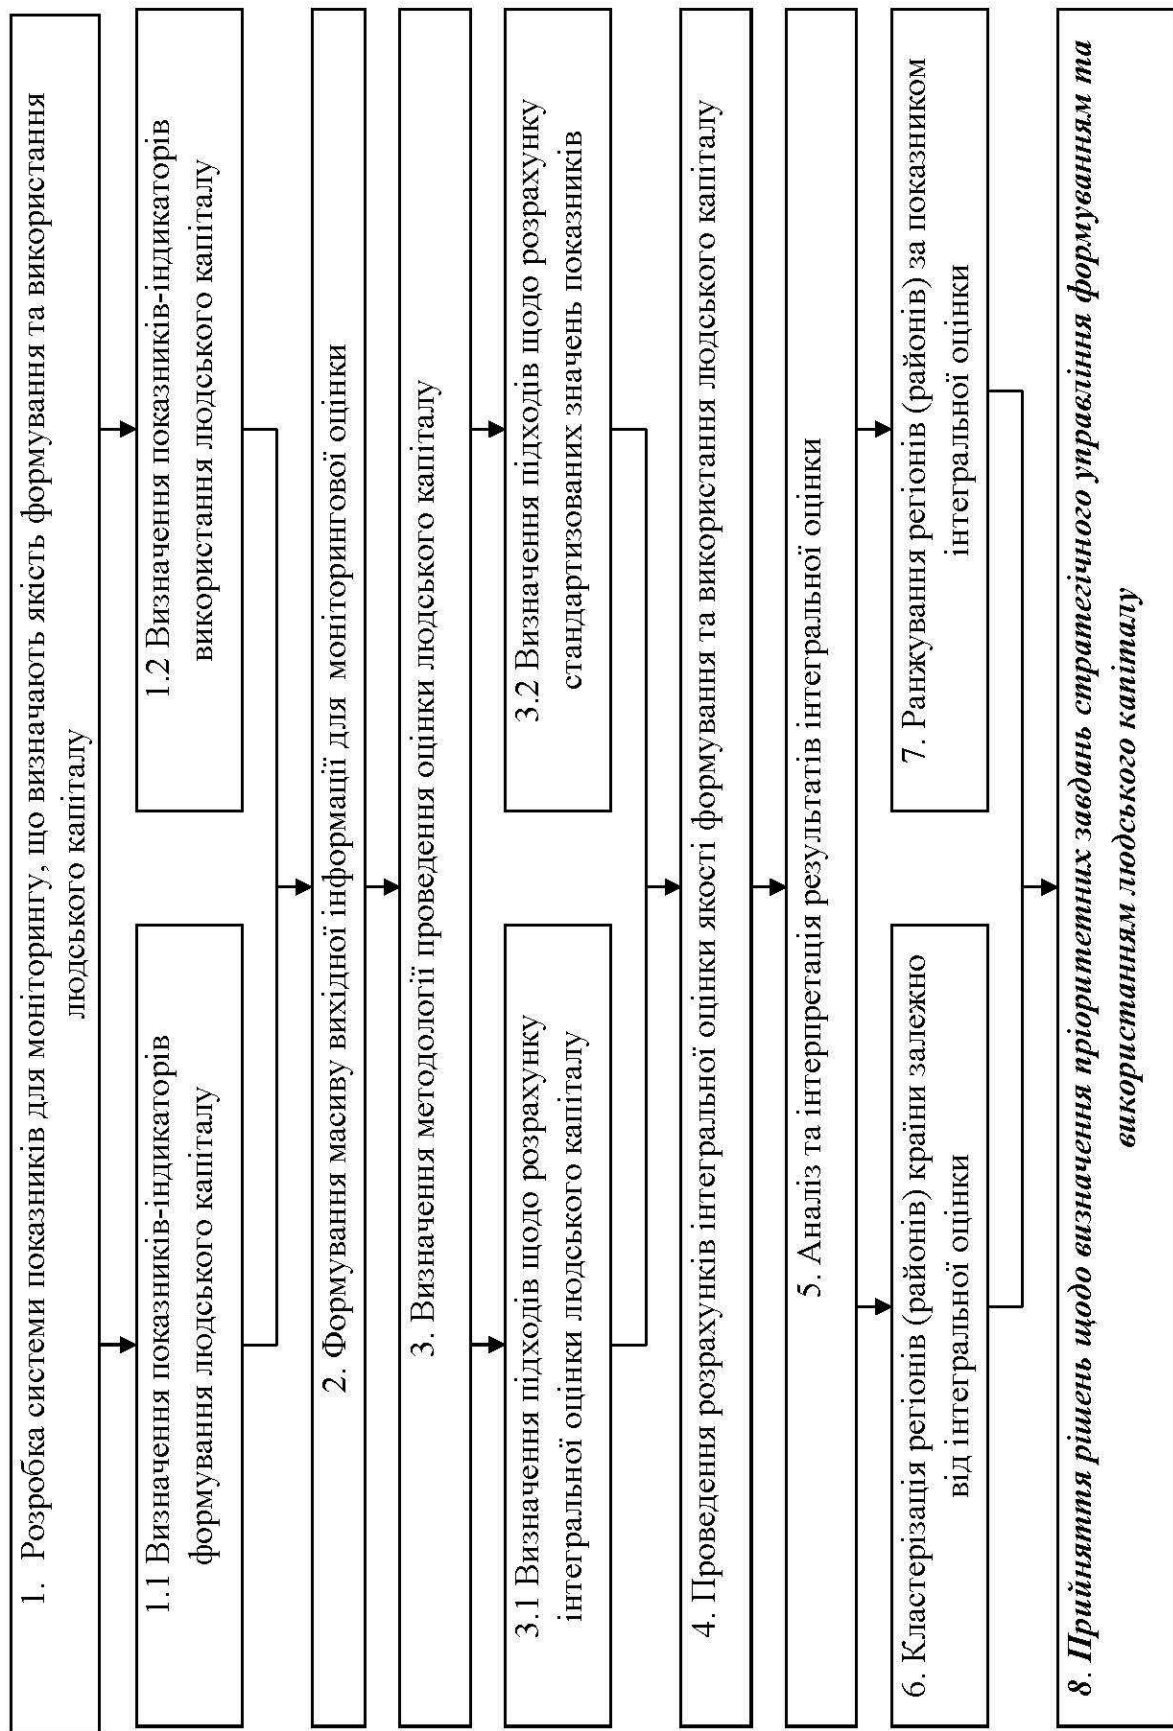 1. Розробка системи показників для моніторингу, що визначають якість формування та використання
людського капіталу
1.1 Визначення показників-індикаторів
формування людського капіталу
1.2 Визначення показників-індикаторів
використання людського капіталу
2. Формування масиву вихідної інформації для моніторингової оцінки
3. Визначення методології проведення оцінки людського капіталу
3.1 Визначення підходів щодо розрахунку
інтегральної оцінки людського капіталу
3.2 Визначення підходів щодо розрахунку
стандартизованих значень показників
4. Проведення розрахунків інтегральної оцінки якості формування та використання людського капіталу
5. Аналіз та інтерпретація результатів інтегральної оцінки
6. Кластерізація регіонів (районів) країни залежно
від інтегральної оцінки
7. Ранжування регіонів (районів) за показником
інтегральної оцінки
8. Прийняття рішень щодо визначення пріоритетних завдань стратегічного управління формуванням та
використанням людського капіталу